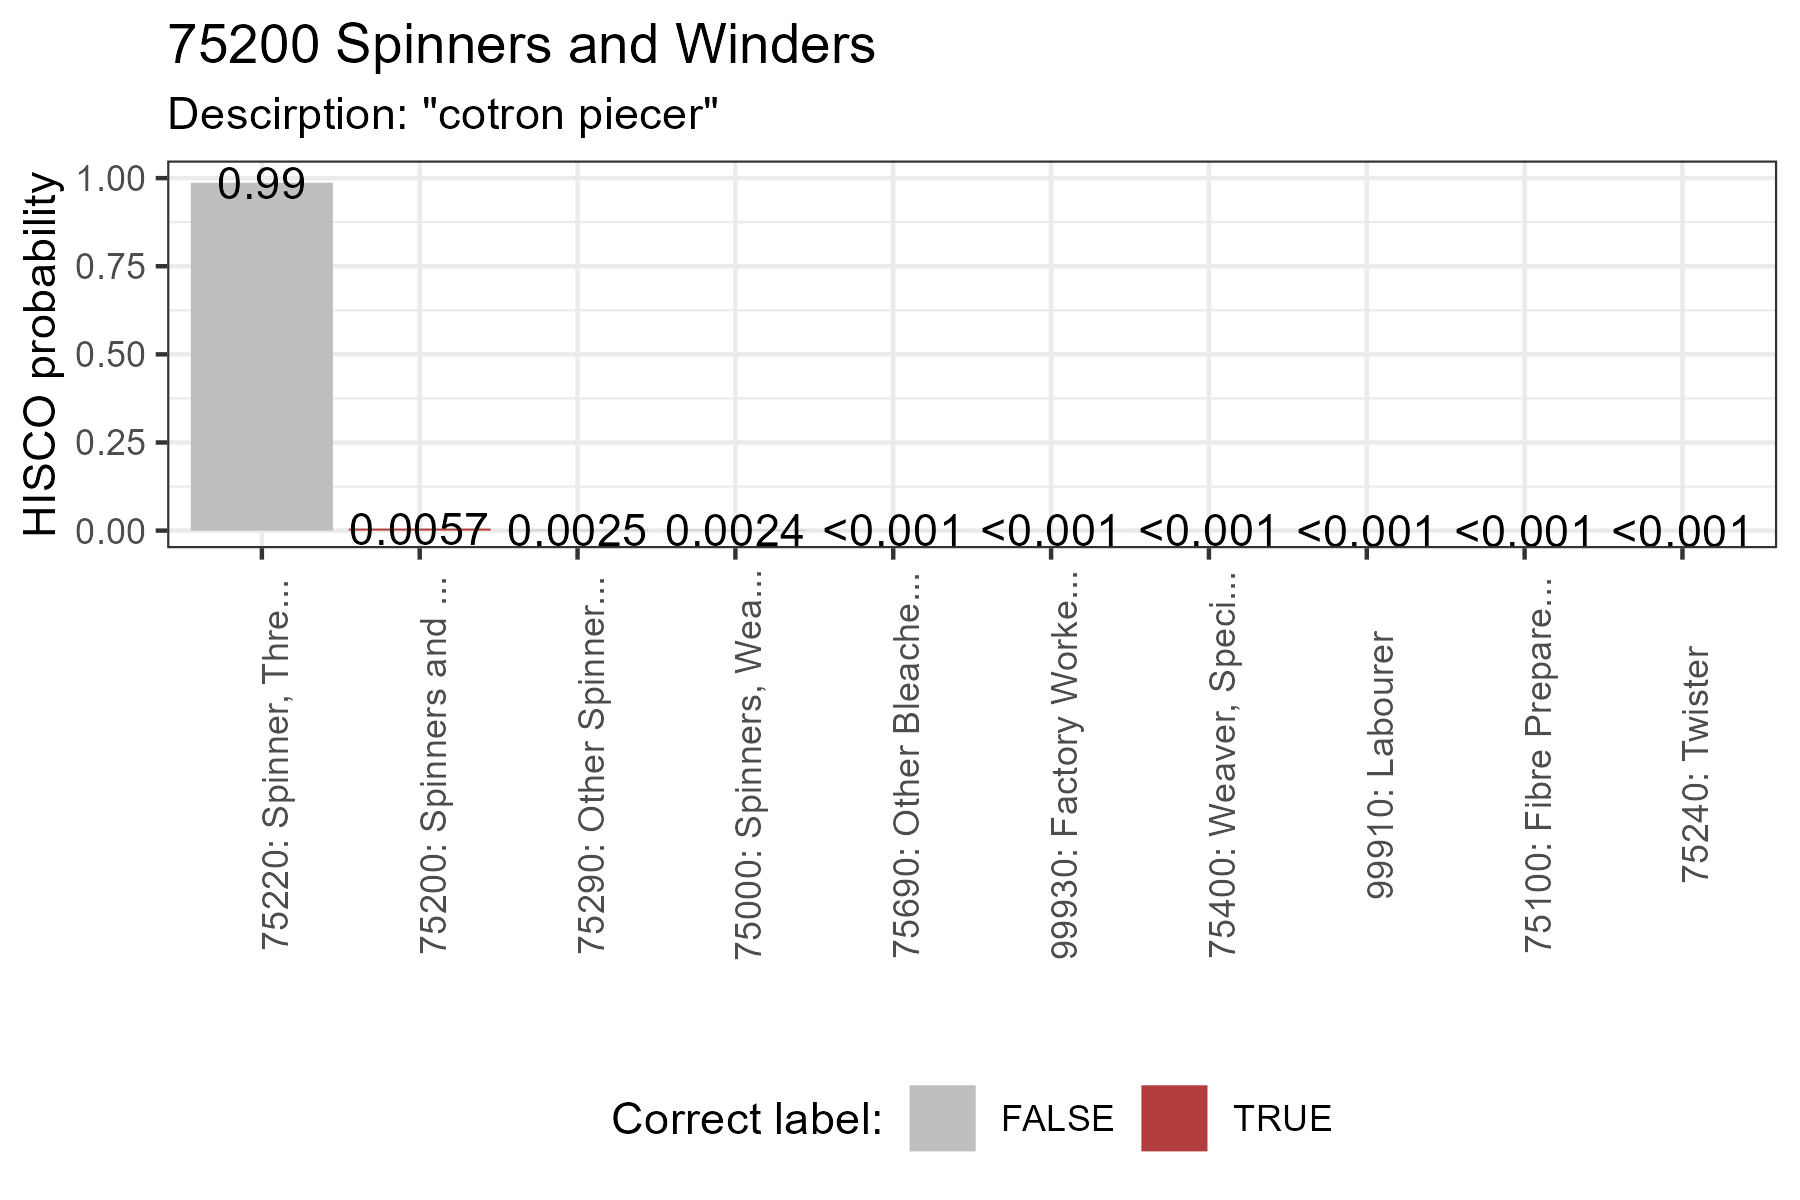 75200 Spinners and Winders
Descirption: "cotron piecer"
HISCO probability
1.00
0.75
0.50
0.25
0.00
0.99
0.0057
0.0025
0.0024
<0.001
<0.001
<0.001
<0.001
<0.001
<0.001
75220: Spinner, Thre...
75200: Spinners and ...
75290: Other Spinner...
75000: Spinners, Wea...
75690: Other Bleache...
99930: Factory Worke...
75400: Weaver, Speci...
99910: Labourer
75100: Fibre Prepare...
75240: Twister
Correct label: FALSE TRUE